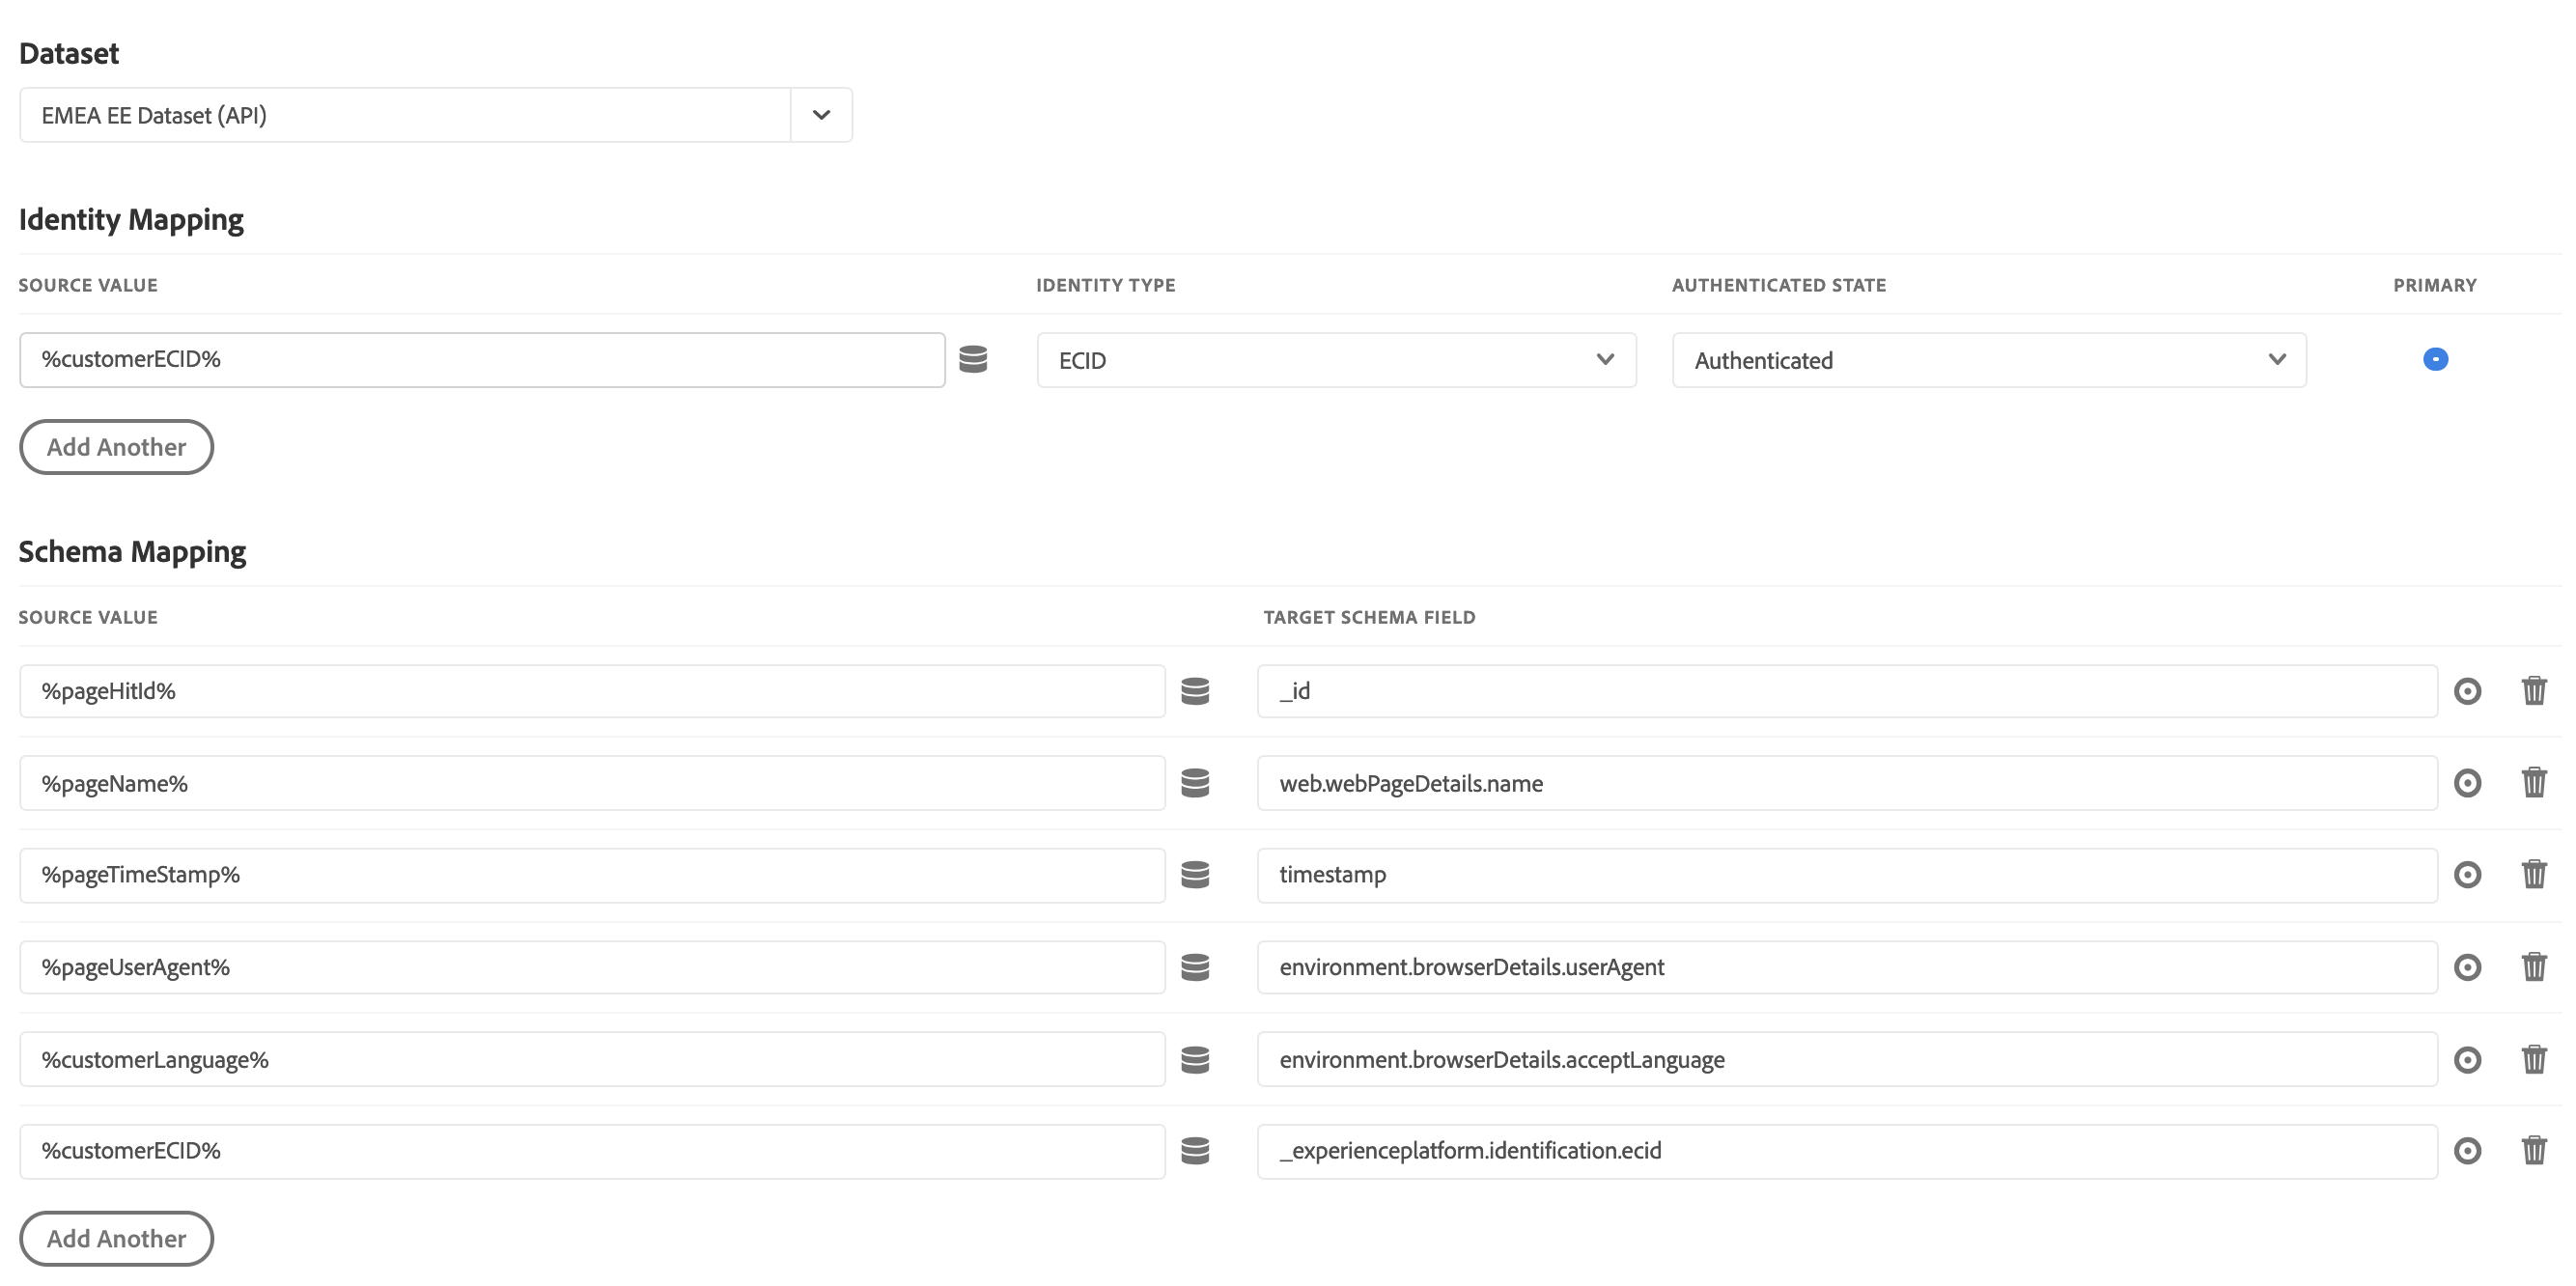 Dataset
EMEA EE Dataset (API)
Identity Mapping
SOURCE VALUE IDENTITY TYPE AUTHENTICATED STATE PRIMARY
%customerECID% ECID Authenticated
Add Another
Schema Mapping
SOURCE VALUE TARGET SCHEMA FIELD
%pageHitId% _id
%pageName% web.webPageDetails.name
%pageTimeStamp% timestamp
%pageUserAgent% environment.browserDetails.userAgent
%customerLanguage% environment.browserDetails.acceptLanguage
%customerECID% _experienceplatform.identification.ecid
Add Another